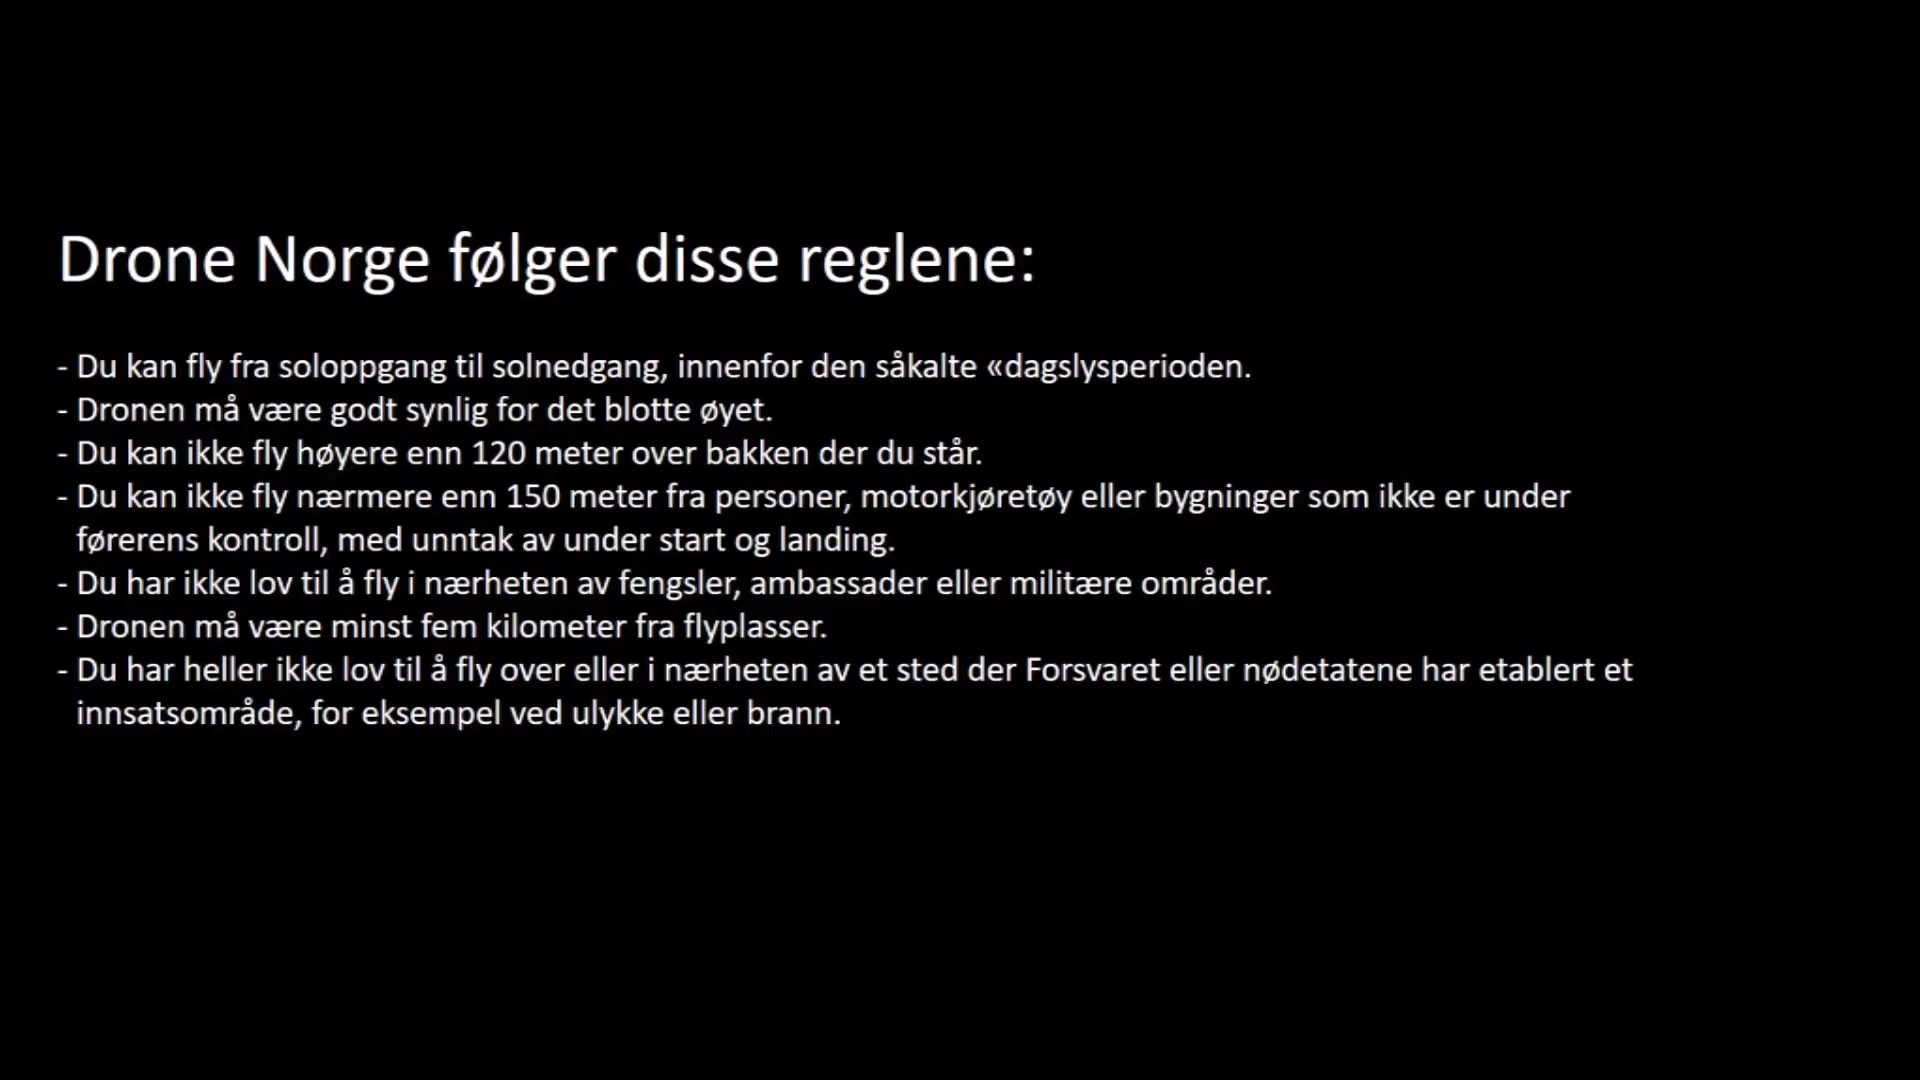 Drone Norge følger disse reglene:
- Du kan fly fra soloppgang til solnedgang, innenfor den såkalte «dagslysperioden.
- Dronen må være godt synlig for det blotte øyet.
- Du kan ikke fly høyere enn 120 meter over bakken der du står.
- Du kan ikke fly nærmere enn 150 meter fra personer, motorkjøretøy eller bygninger som ikke er under
førerens kontroll, med unntak av under start og landing.
- Du har ikke lov til å fly i nærheten av fengsler, ambassader eller militære områder.
- Dronen må være minst fem kilometer fra flyplasser.
- Du har heller ikke lov til å fly over eller i nærheten av et sted der Forsvaret eller nødetatene har etablert et
innsatsområde, for eksempel ved ulykke eller brann.